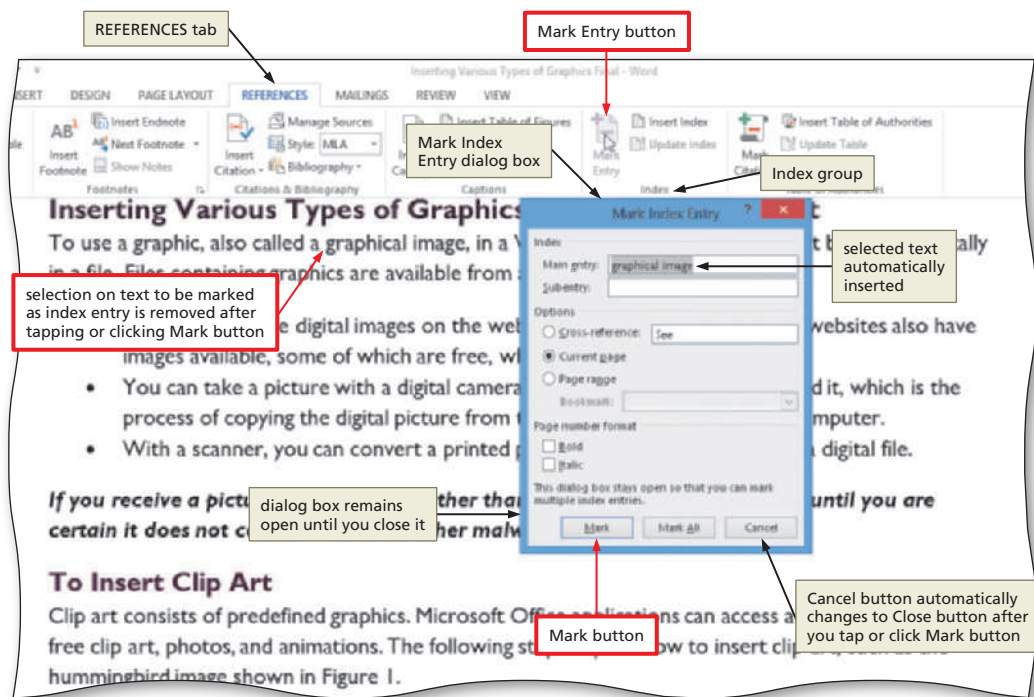 REFERENCES tab
Mark Entry button
Inserting Various Types of Graphics Final - Word
SERT DESIGN PAGE LAYOUT REFERENCES MAILINGS REVIEW VIEW
AB1 Insert Footnote
Insert Endnote
Next Footnote
Show Notes
Footnotes
Insert Citation
Manage Sources
Style: MLA
Bibliography
Citations & Bibliography
Insert Table of Figures
Captions
Mark Entry
Insert Index
Update Index
Index
Mark
Insert Table of Authorities
Update Table
Mark Index
Entry dialog box
Index group
Inserting Various Types of Graphics
To use a graphic, also called a graphical image, in a
in a file. Files containing graphics are available from a
selection on text to be marked
as index entry is removed after
tapping or clicking Mark button
digital images on the web
websites also have
images available, some of which are free,
• You can take a picture with a digital camera
d it, which is the
process of copying the digital picture from
mputer.
• With a scanner, you can convert a printed
digital file.
If you receive a
ther than
until you are
certain it does not
her
To Insert Clip Art
Clip art consists of predefined graphics. Microsoft
ns can access a
free clip art, photos, and animations. The following
ow to insert
hummingbird image shown in Figure 1.
Mark Index Entry ?
Index
Main entry: graphical image
Subentry:
Options
Cross-reference: See
Current page
Page range
Bookmark:
Page number format
Bold
Italic
This dialog box stays open so that you can mark
multiple index entries.
Mark Mark All Cancel
selected text
automatically
inserted
dialog box remains
open until you close it
Mark button
Cancel button automatically
changes to Close button after
you tap or click Mark button